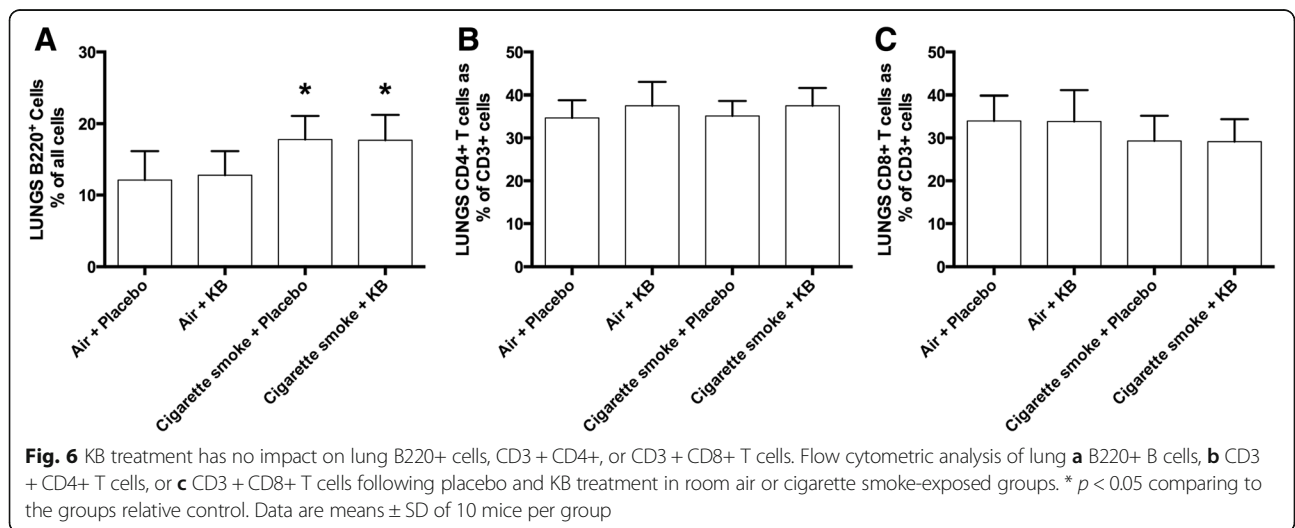 A
B
C
LUNGS B220+ Cells
% of all cells
30
20
10
0
Air + Placebo
Air + KB
Cigarette smoke + Placebo
Cigarette smoke + KB
* *
LUNGS CD4+ T cells as
% of CD3+ cells
50
40
30
20
10
0
Air + Placebo
Air + KB
Cigarette smoke + Placebo
Cigarette smoke + KB
LUNGS CD8+ T cells as
% of CD3+ cells
50
40
30
20
10
0
Air + Placebo
Air + KB
Cigarette smoke + Placebo
Cigarette smoke + KB
Fig. 6 KB treatment has no impact on lung B220+ cells, CD3 + CD4+, or CD3 + CD8+ T cells. Flow cytometric analysis of lung a B220+ B cells, b CD3
+ CD4+ T cells, or c CD3 + CD8+ T cells following placebo and KB treatment in room air or cigarette smoke-exposed groups. * p < 0.05 comparing to
the groups relative control. Data are means ± SD of 10 mice per group